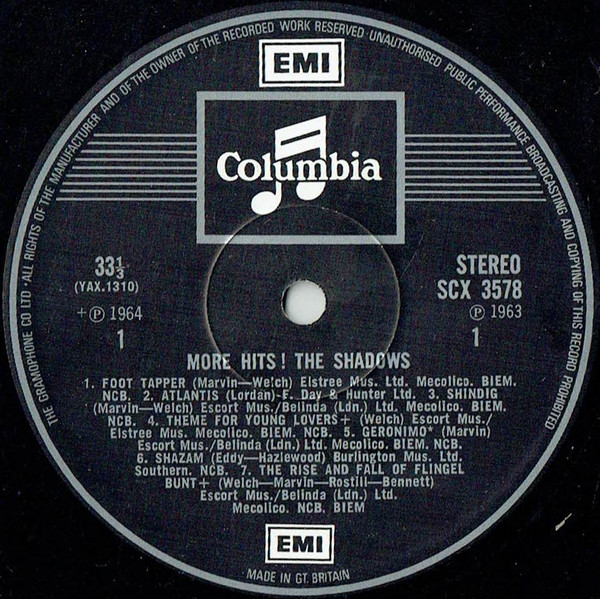 THE GRAMOPHONE CO LTD · ALL RIGHTS OF THE MANUFACTURER AND OF THE OWNER OF THE RECORDED WORK RESERVED UNAUTHORISED PUBLIC PERFORMANCE BROADCASTING AND COPYING OF THIS RECORD PROHIBITED
EMI
Columbia
33⅓
(YAX.1310)
+℗ 1964
1
STEREO
SCX 3578
℗ 1963
1
MORE HITS! THE SHADOWS
1. FOOT TAPPER (Marvin—Welch) Elstree Mus. Ltd. Mecolico. BIEM.
NCB. 2. ATLANTIS (Lordan)-F. Day & Hunter Ltd. 3. SHINDIG
(Marvin—Welch) Escort Mus./Belinda (Ldn.) Ltd. Mecolico. BIEM.
NCB. 4. THEME FOR YOUNG LOVERS+ (Welch) Escort Mus./
Elstree Mus. Mecolico. BIEM. NCB. 5. GERONIMO* (Marvin)
Escort Mus./Belinda (Ldn.) Ltd. Mecolico. BIEM. NCB.
6. SHAZAM (Eddy—Hazlewood) Burlington Mus. Ltd.
Southern. NCB. 7. THE RISE AND FALL OF FLINGEL
BUNT+ (Welch—Marvin—Rostill—Bennett)
Escort Mus./Belinda (Ldn.) Ltd.
Mecolico. NCB. BIEM
EMI
MADE IN GT. BRITAIN